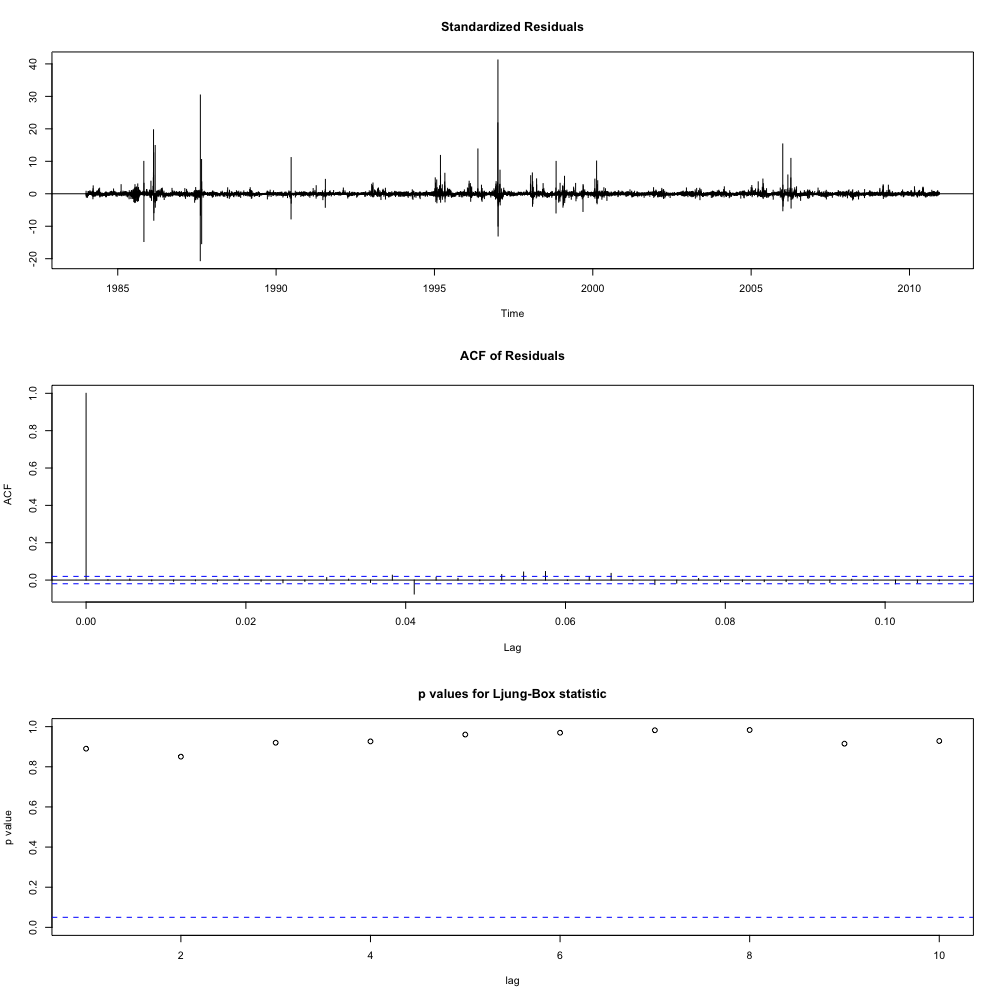 Standardized Residuals
40
30
20
10
0
-10
-20
1985 1990 1995 2000 2005 2010
Time
ACF of Residuals
1.0
0.8
0.6
0.4
0.2
0.0
ACF
0.00 0.02 0.04 0.06 0.08 0.10
Lag
p values for Ljung-Box statistic
1.0
0.8
0.6
0.4
0.2
0.0
p value
2 4 6 8 10
lag